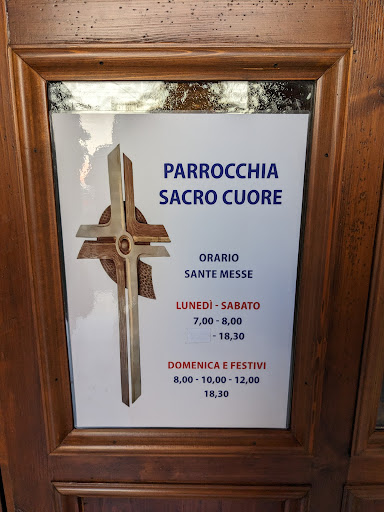 PARROCCHIA
SACRO CUORE
ORARIO
SANTE MESSE
LUNEDÌ - SABATO
7,00 - 8,00
- 18,30
DOMENICA E FESTIVI
8,00 - 10,00 - 12,00
18,30